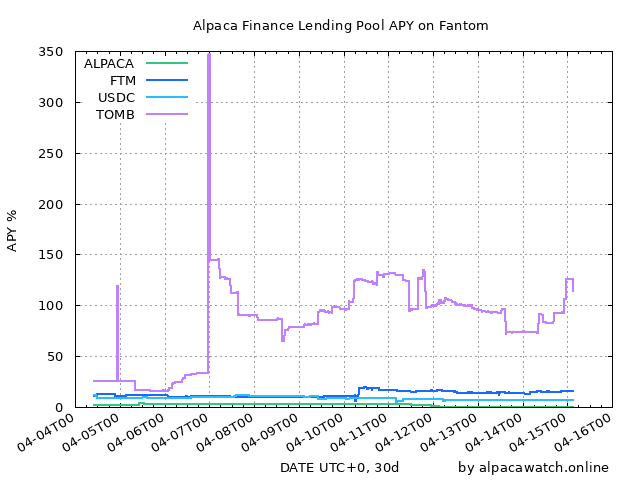 Alpaca Finance Lending Pool APY on Fantom
350
300
250
200
150
100
50
0
APY %
ALPACA
FTM
USDC
TOMB
04-04T00
04-05T00
04-06T00
04-07T00
04-08T00
04-09T00
04-10T00
04-11T00
04-12T00
04-13T00
04-14T00
04-15T00
04-16T00
DATE UTC+0, 30d
by alpacawatch.online